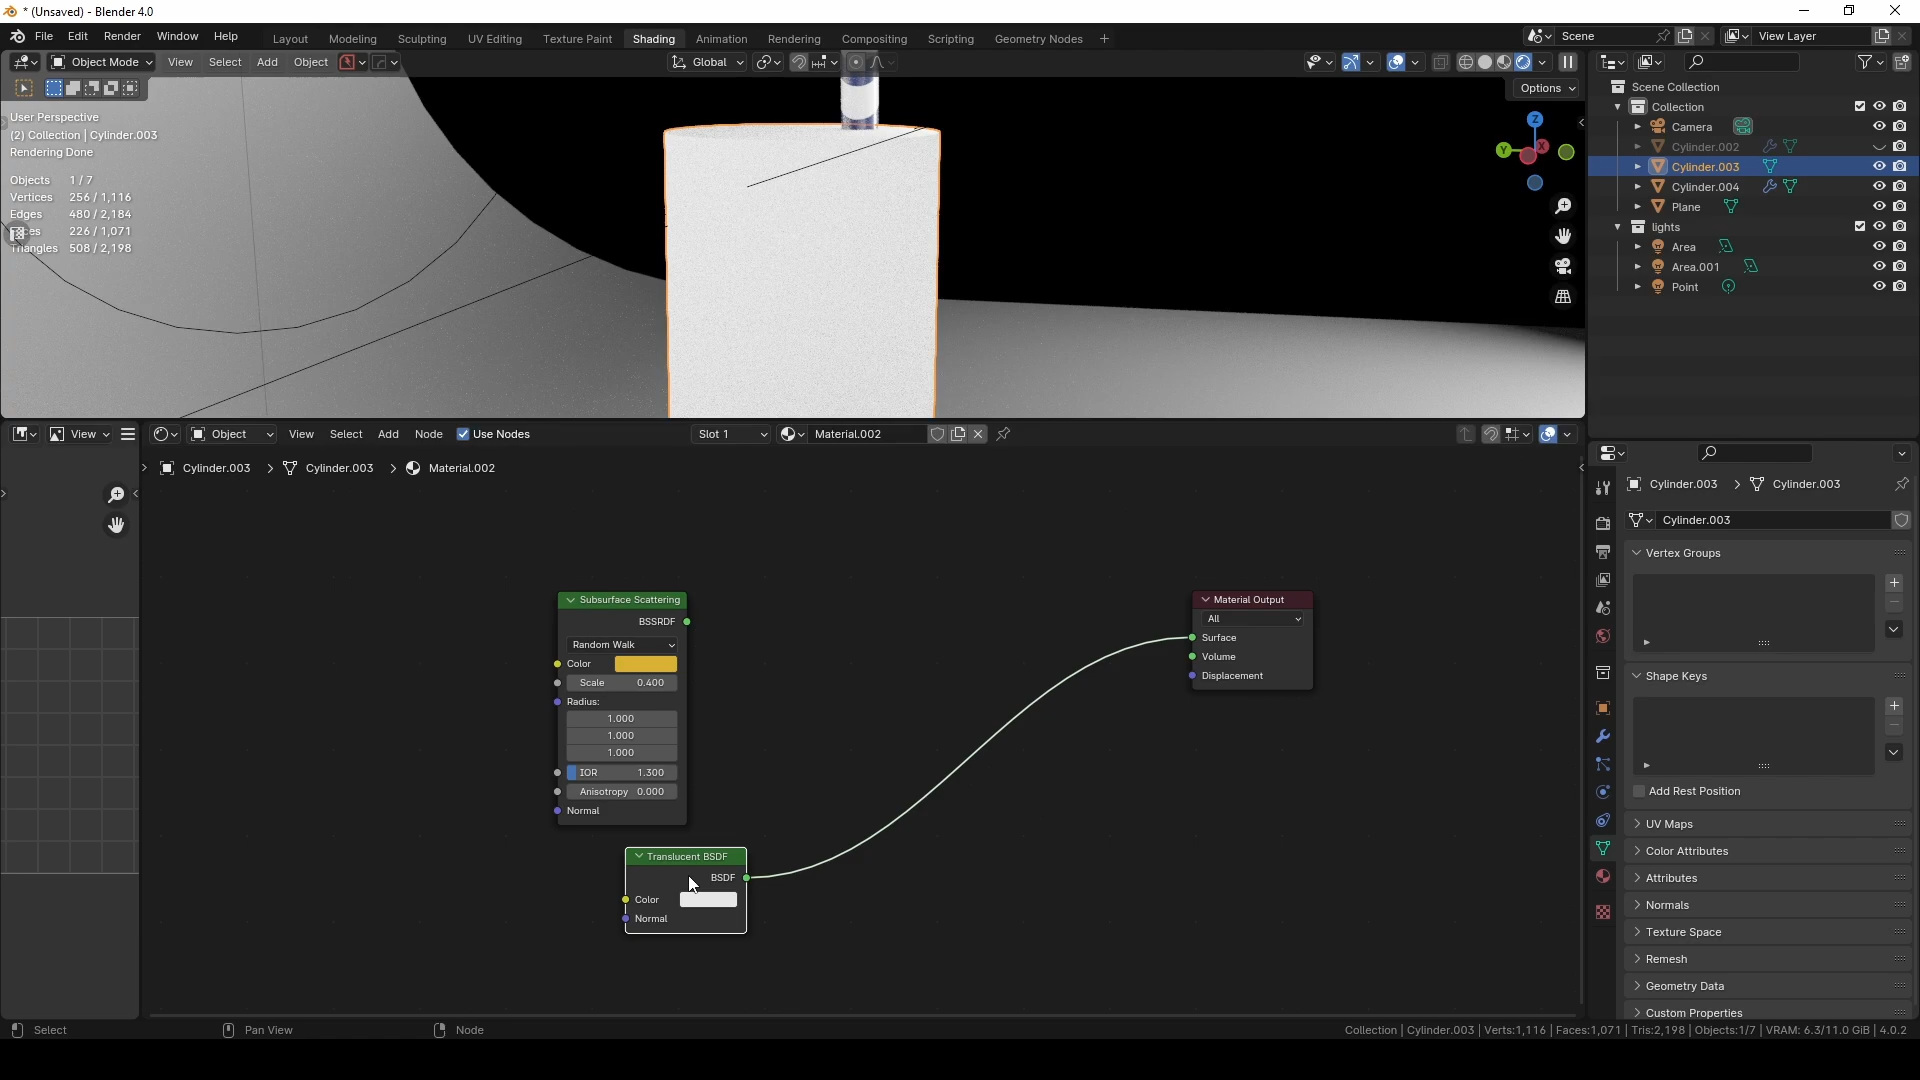 * (Unsaved) - Blender 4.0
File Edit Render Window Help
Layout Modeling Sculpting UV Editing Texture Paint Shading Animation Rendering Compositing Scripting Geometry Nodes +
Scene
View Layer
Object Mode View Select Add Object
Global
Options
User Perspective
(2) Collection | Cylinder.003
Rendering Done
Objects 1 / 7
Vertices 256 / 1,116
Edges 480 / 2,184
ces 226 / 1,071
Triangles 508 / 2,198
Z
Y
X
Scene Collection
Collection
Camera
Cylinder.002
Cylinder.003
Cylinder.004
Plane
lights
Area
Area.001
Point
View
Object View Select Add Node Use Nodes
Slot 1
Material.002
Cylinder.003 > Cylinder.003 > Material.002
Subsurface Scattering
BSSRDF
Random Walk
Color
Scale 0.400
Radius:
1.000
1.000
1.000
IOR 1.300
Anisotropy 0.000
Normal
Translucent BSDF
BSDF
Color
Normal
Material Output
All
Surface
Volume
Displacement
Cylinder.003 > Cylinder.003
Cylinder.003
Vertex Groups
Shape Keys
Add Rest Position
UV Maps
Color Attributes
Attributes
Normals
Texture Space
Remesh
Geometry Data
Custom Properties
Select
Pan View
Node
Collection | Cylinder.003 | Verts:1,116 | Faces:1,071 | Tris:2,198 | Objects:1/7 | VRAM: 6.3/11.0 GiB | 4.0.2